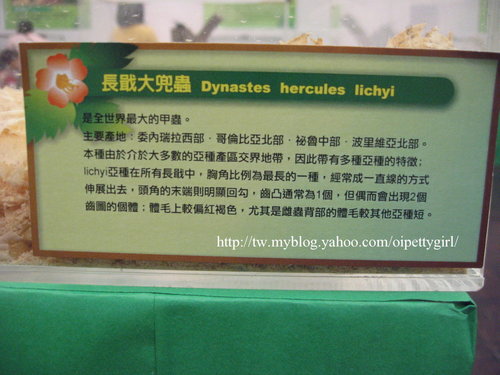 長戟大兜蟲 Dynastes hercules lichyi
是全世界最大的甲蟲。
主要產地：委內瑞拉西部、哥倫比亞北部、祕魯中部、波里維亞北部。
本種由於介於大多數的亞種產區交界地帶，因此帶有多種亞種的特徵；
lichyi亞種在所有長戟中，胸角比例為最長的一種，經常成一直線的方式
伸展出去，頭角的末端則明顯回勾，齒凸通常為1個，但偶而會出現2個
齒圖的個體；體毛上較偏紅褐色，尤其是雌蟲背部的體毛較其他亞種短。
http://tw.myblog.yahoo.com/oipettygirl/